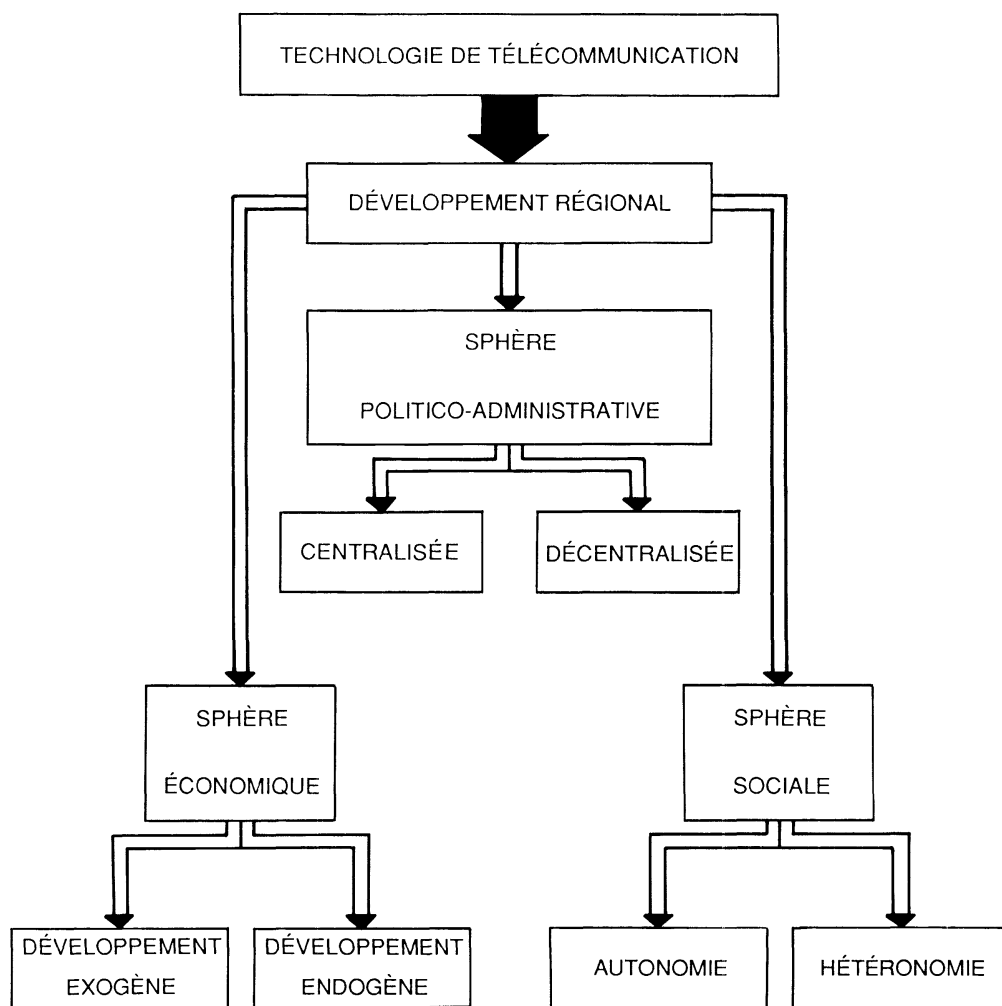 TECHNOLOGIE DE TÉLÉCOMMUNICATION
DÉVELOPPEMENT RÉGIONAL
SPHÈRE
POLITICO-ADMINISTRATIVE
CENTRALISÉE
DÉCENTRALISÉE
SPHÈRE
ÉCONOMIQUE
SPHÈRE
SOCIALE
DÉVELOPPEMENT
EXOGÈNE
DÉVELOPPEMENT
ENDOGÈNE
AUTONOMIE
HÉTÉRONOMIE